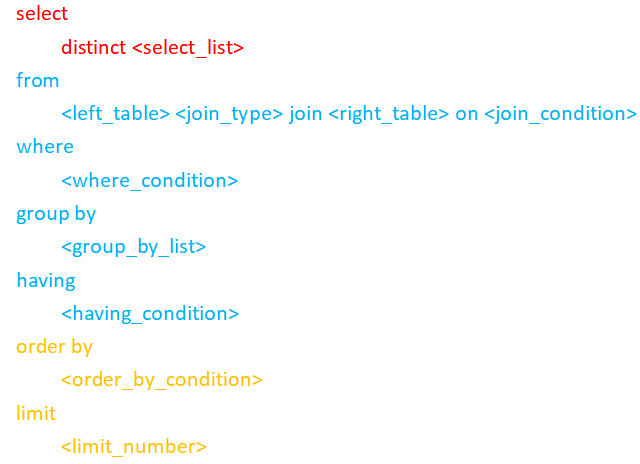 select
distinct <select_list>
from
<left_table> <join_type> join <right_table> on <join_condition>
where
<where_condition>
group by
<group_by_list>
having
<having_condition>
order by
<order_by_condition>
limit
<limit_number>